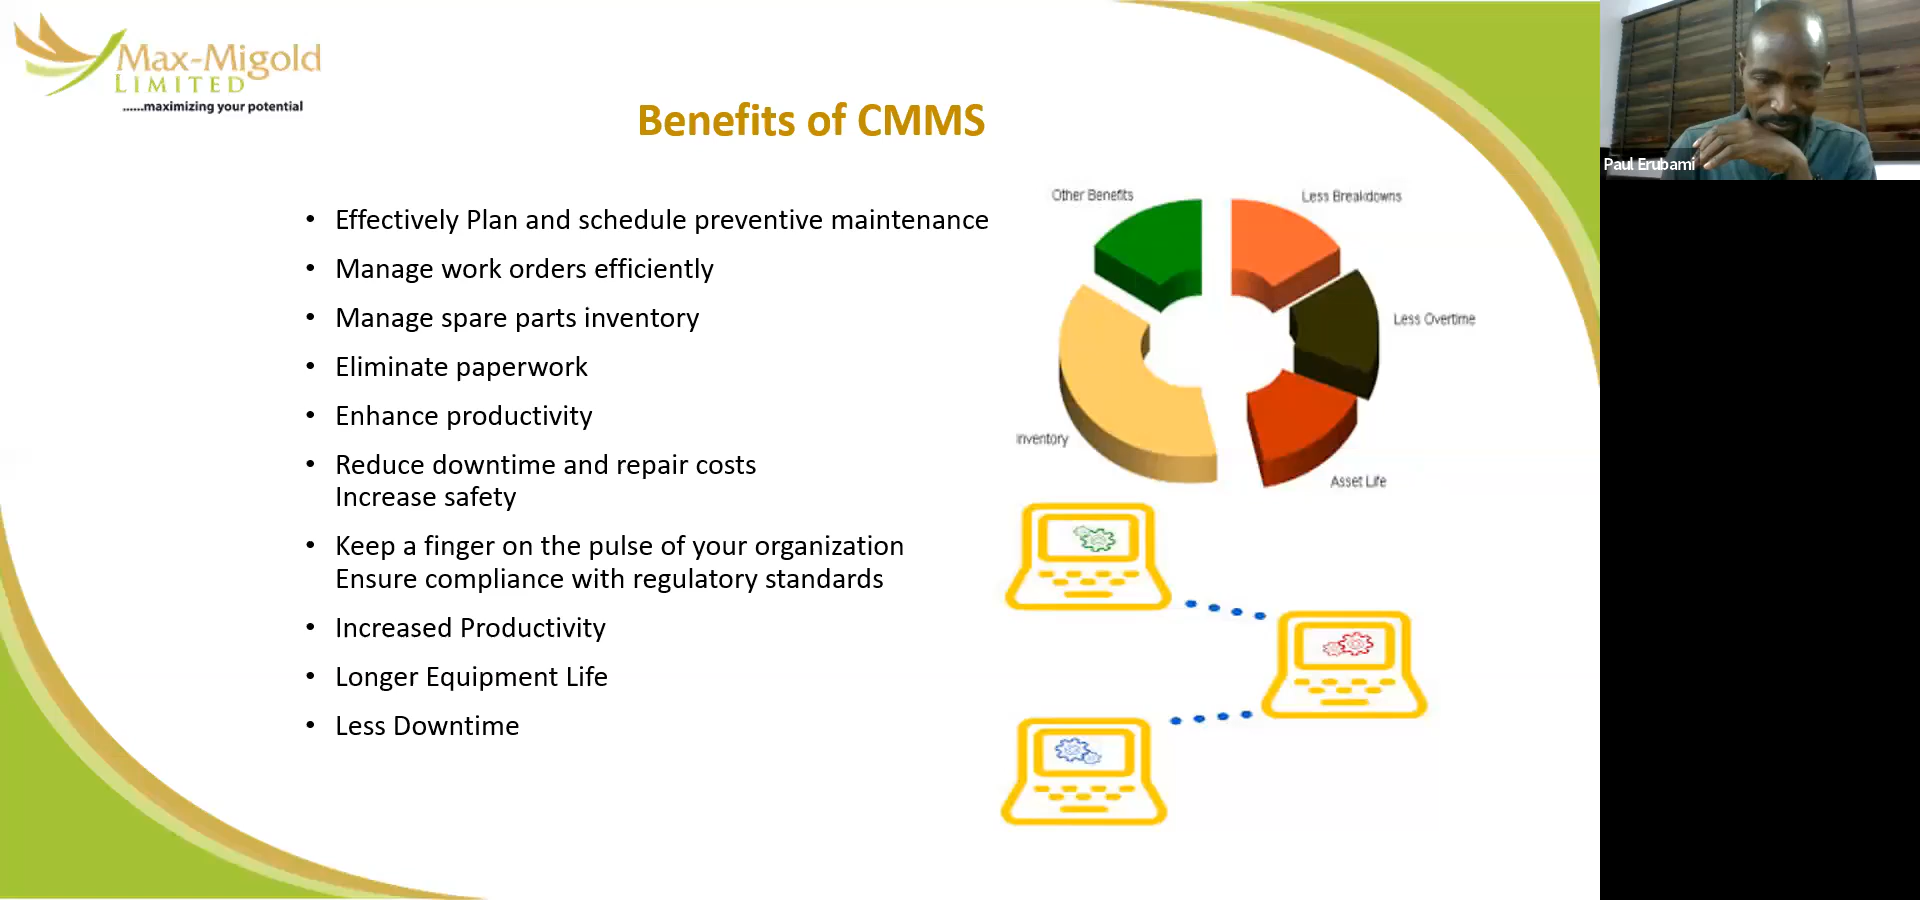 Max-Migold
LIMITED
......maximizing your potential
Benefits of CMMS
• Effectively Plan and schedule preventive maintenance
• Manage work orders efficiently
• Manage spare parts inventory
• Eliminate paperwork
• Enhance productivity
• Reduce downtime and repair costs
Increase safety
• Keep a finger on the pulse of your organization
Ensure compliance with regulatory standards
• Increased Productivity
• Longer Equipment Life
• Less Downtime
Other Benefits
Less Breakdowns
Less Overtime
Inventory
Asset Life
Paul Erubami